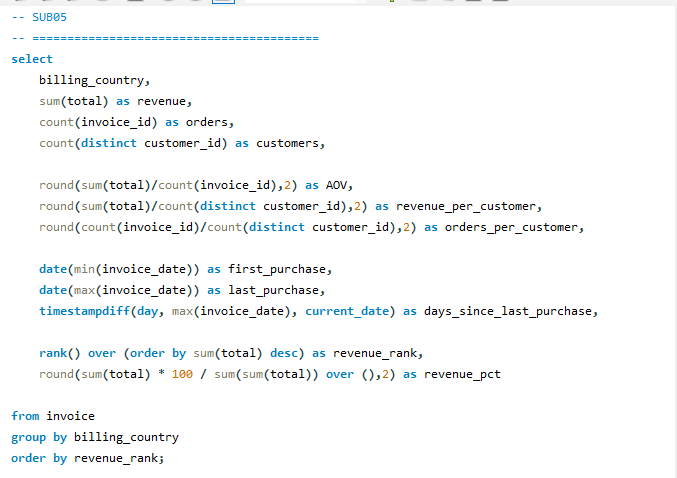 -- SUB05
-- =========================================
select
billing_country,
sum(total) as revenue,
count(invoice_id) as orders,
count(distinct customer_id) as customers,
round(sum(total)/count(invoice_id),2) as AOV,
round(sum(total)/count(distinct customer_id),2) as revenue_per_customer,
round(count(invoice_id)/count(distinct customer_id),2) as orders_per_customer,
date(min(invoice_date)) as first_purchase,
date(max(invoice_date)) as last_purchase,
timestampdiff(day, max(invoice_date), current_date) as days_since_last_purchase,
rank() over (order by sum(total) desc) as revenue_rank,
round(sum(total) * 100 / sum(sum(total)) over (),2) as revenue_pct
from invoice
group by billing_country
order by revenue_rank;